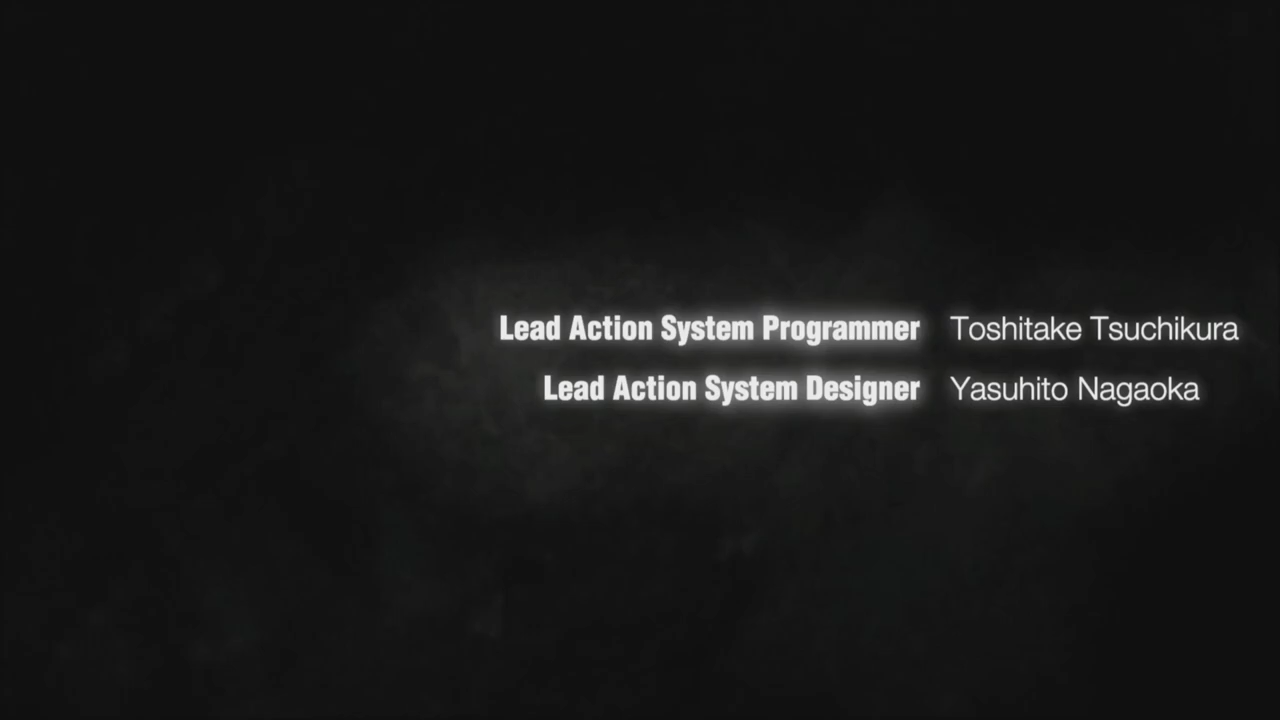 Lead Action System Programmer Toshitake Tsuchikura
Lead Action System Designer Yasuhito Nagaoka